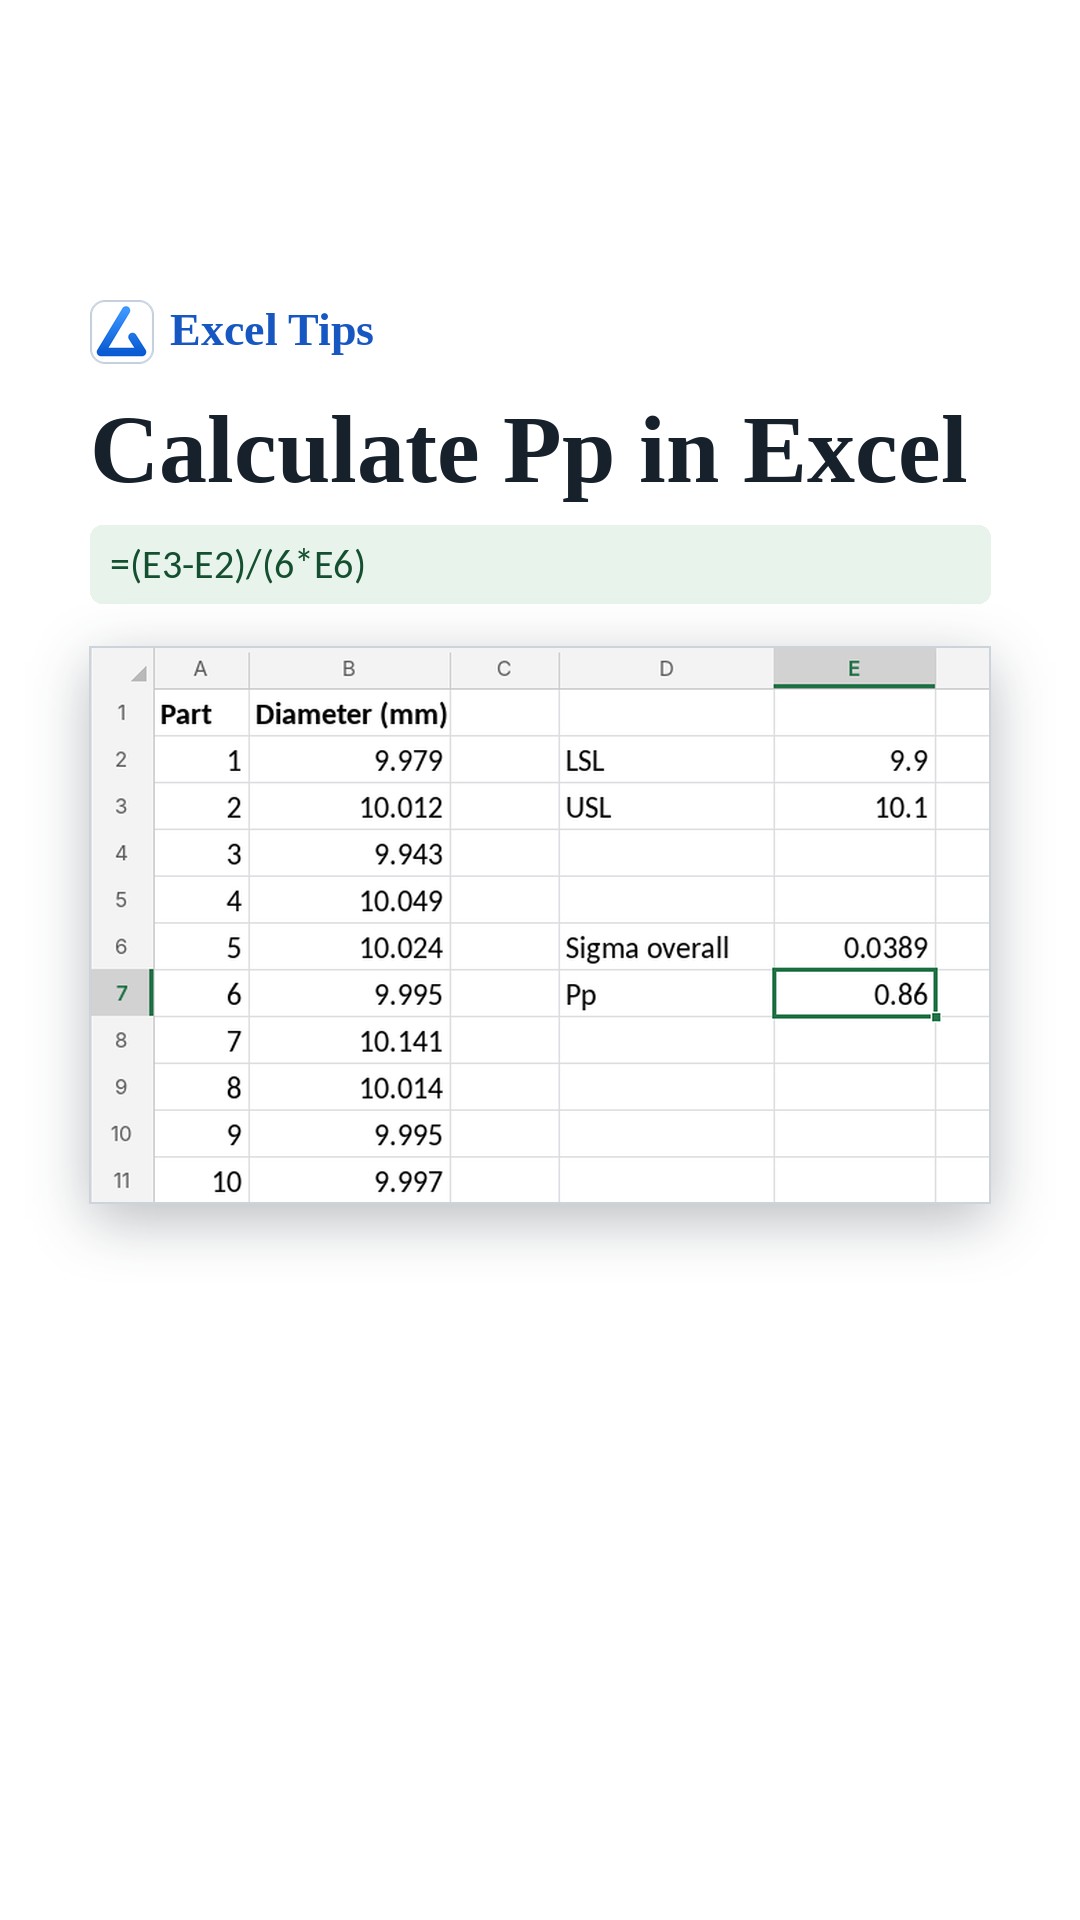 Excel Tips
Calculate Pp in Excel
=(E3-E2)/(6*E6)
A B C D E
1 Part Diameter (mm)
2 1 9.979 LSL 9.9
3 2 10.012 USL 10.1
4 3 9.943
5 4 10.049
6 5 10.024 Sigma overall 0.0389
7 6 9.995 Pp 0.86
8 7 10.141
9 8 10.014
10 9 9.995
11 10 9.997